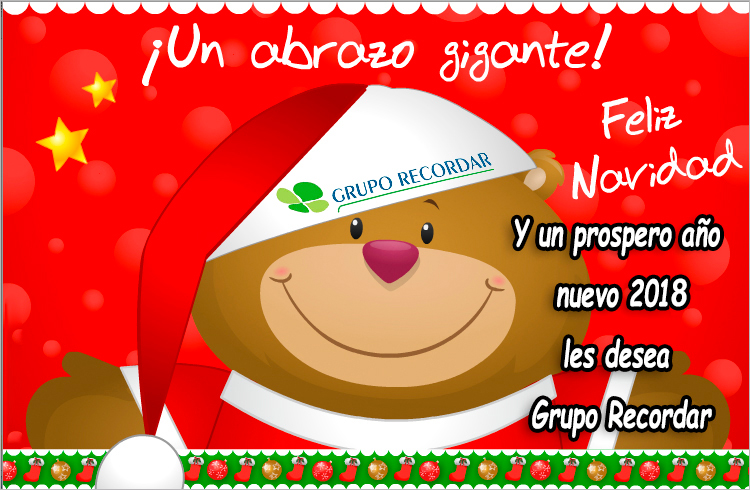 ¡Un abrazo gigante!
Feliz
Navidad
GRUPO RECORDAR
Y un prospero año
nuevo 2018
les desea
Grupo Recordar